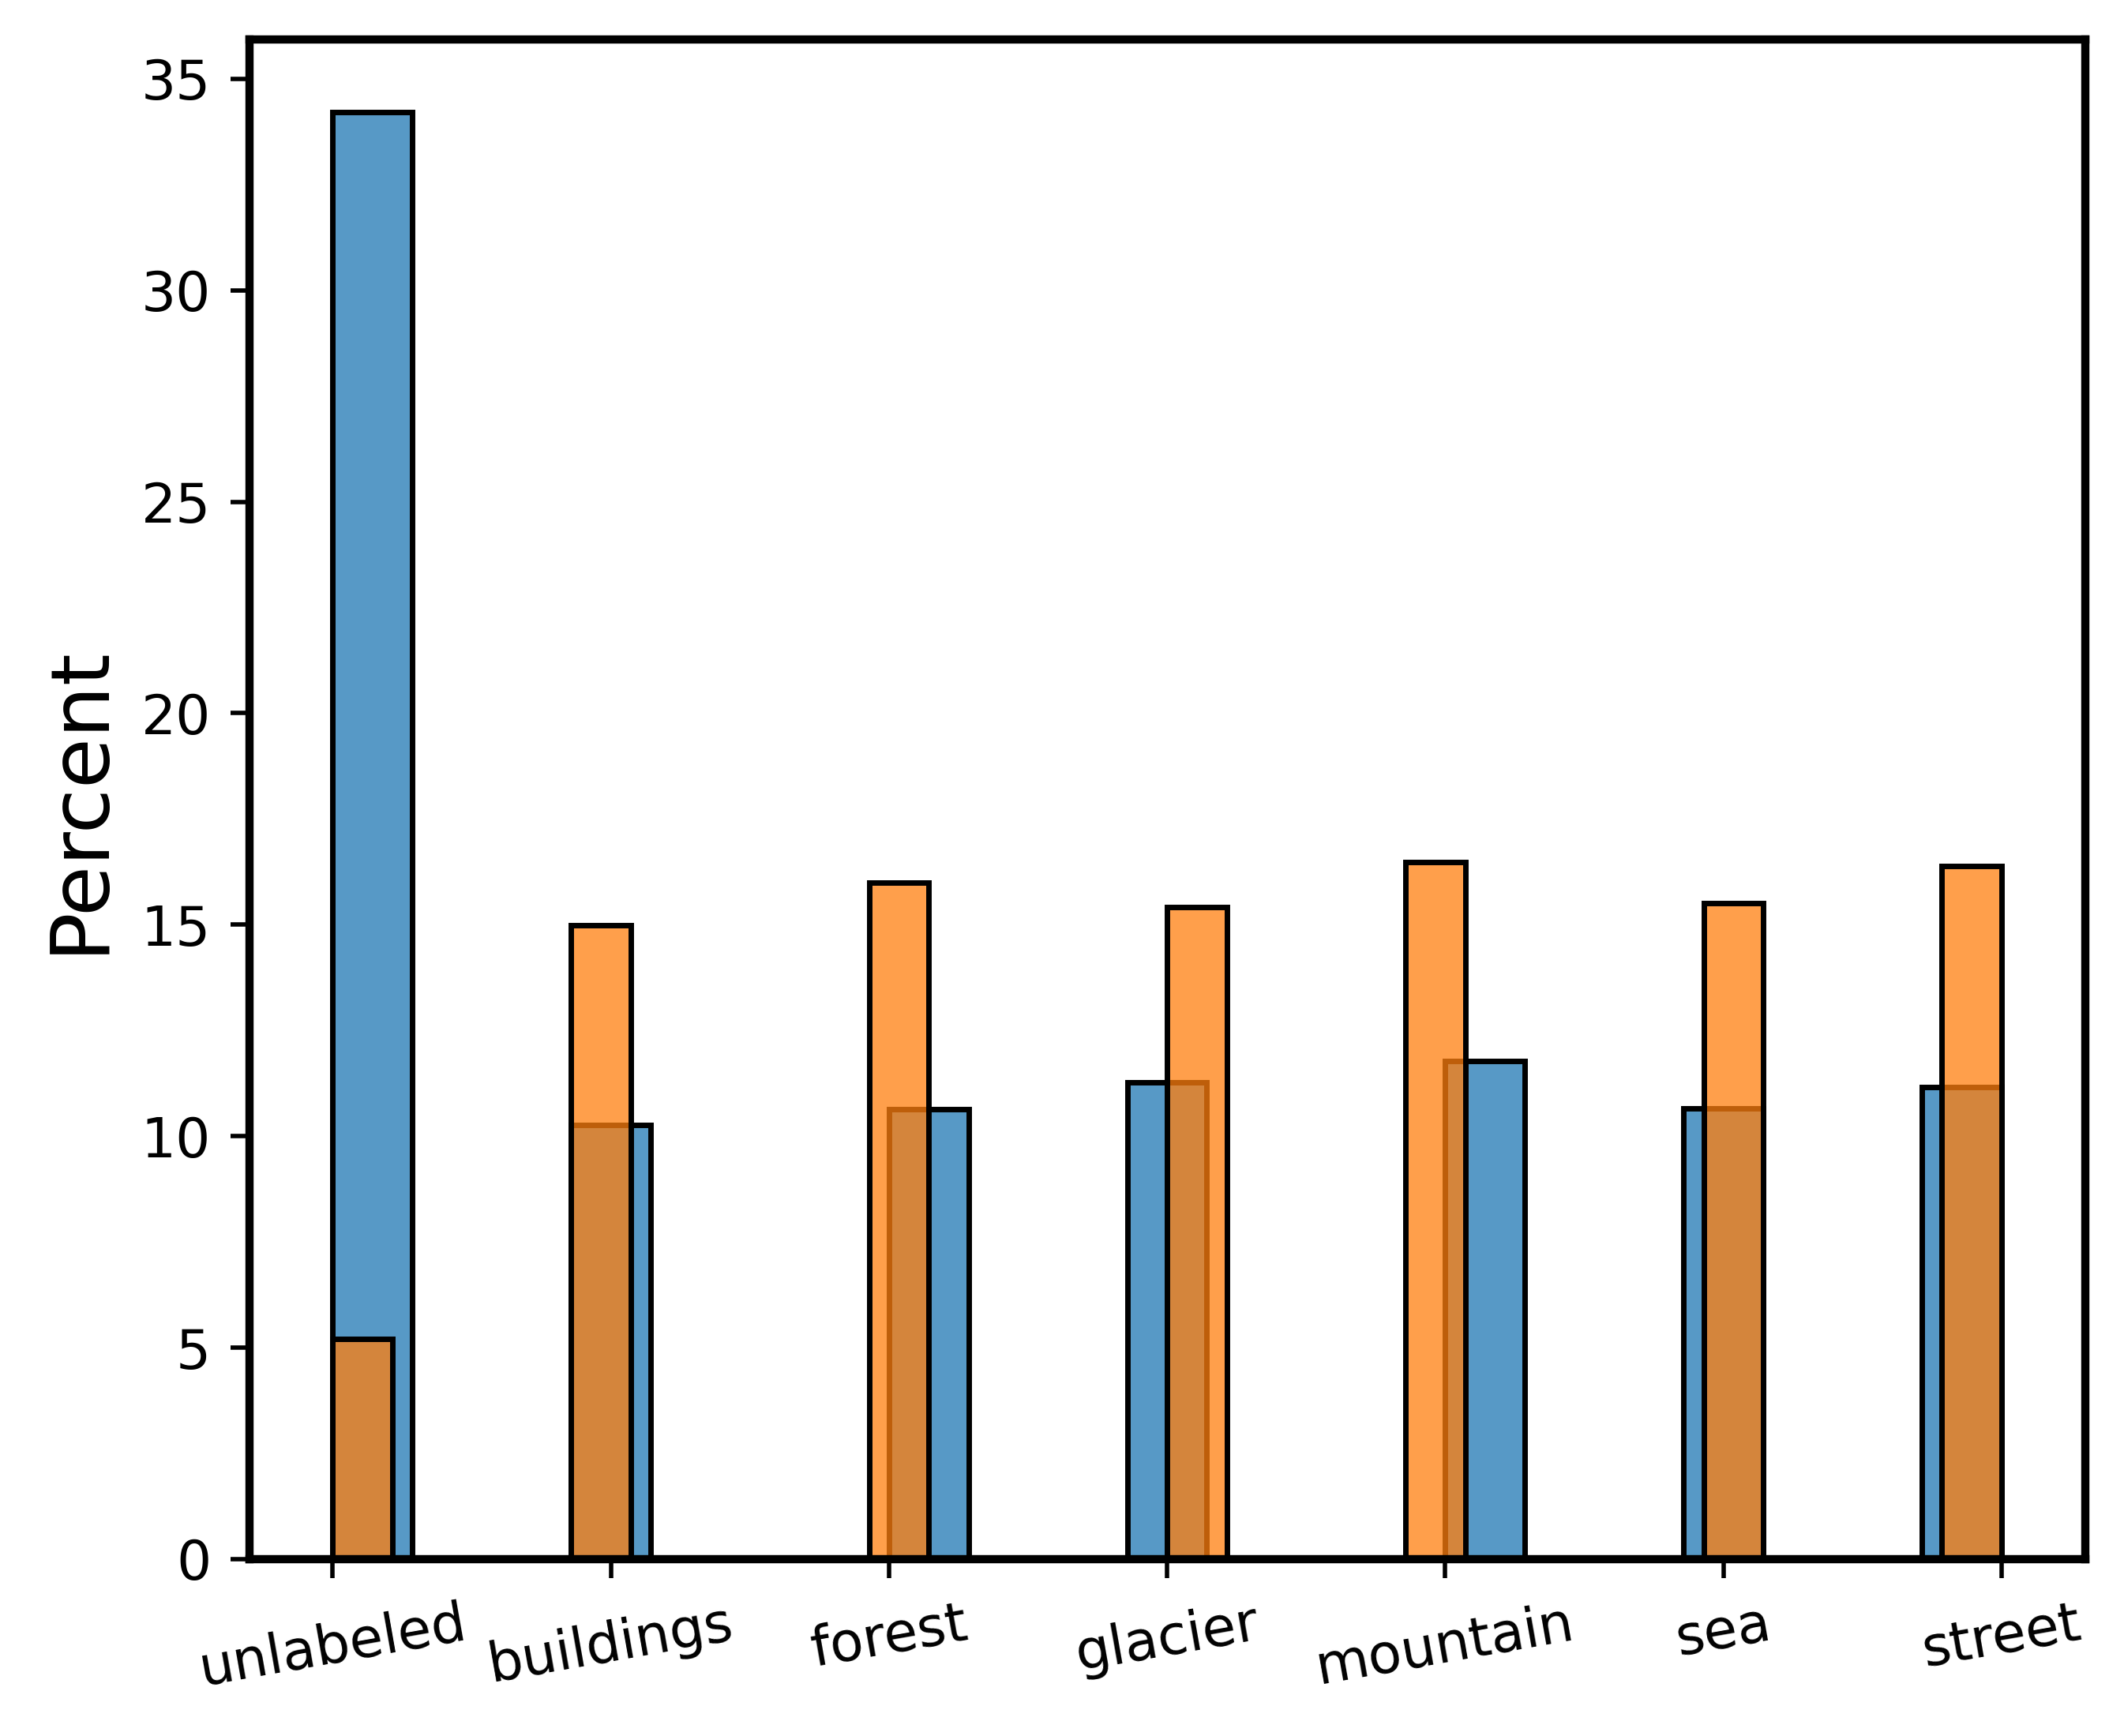 35
30
25
20
15
10
5
0
Percent
unlabeled
buildings
forest
glacier
mountain
sea
street